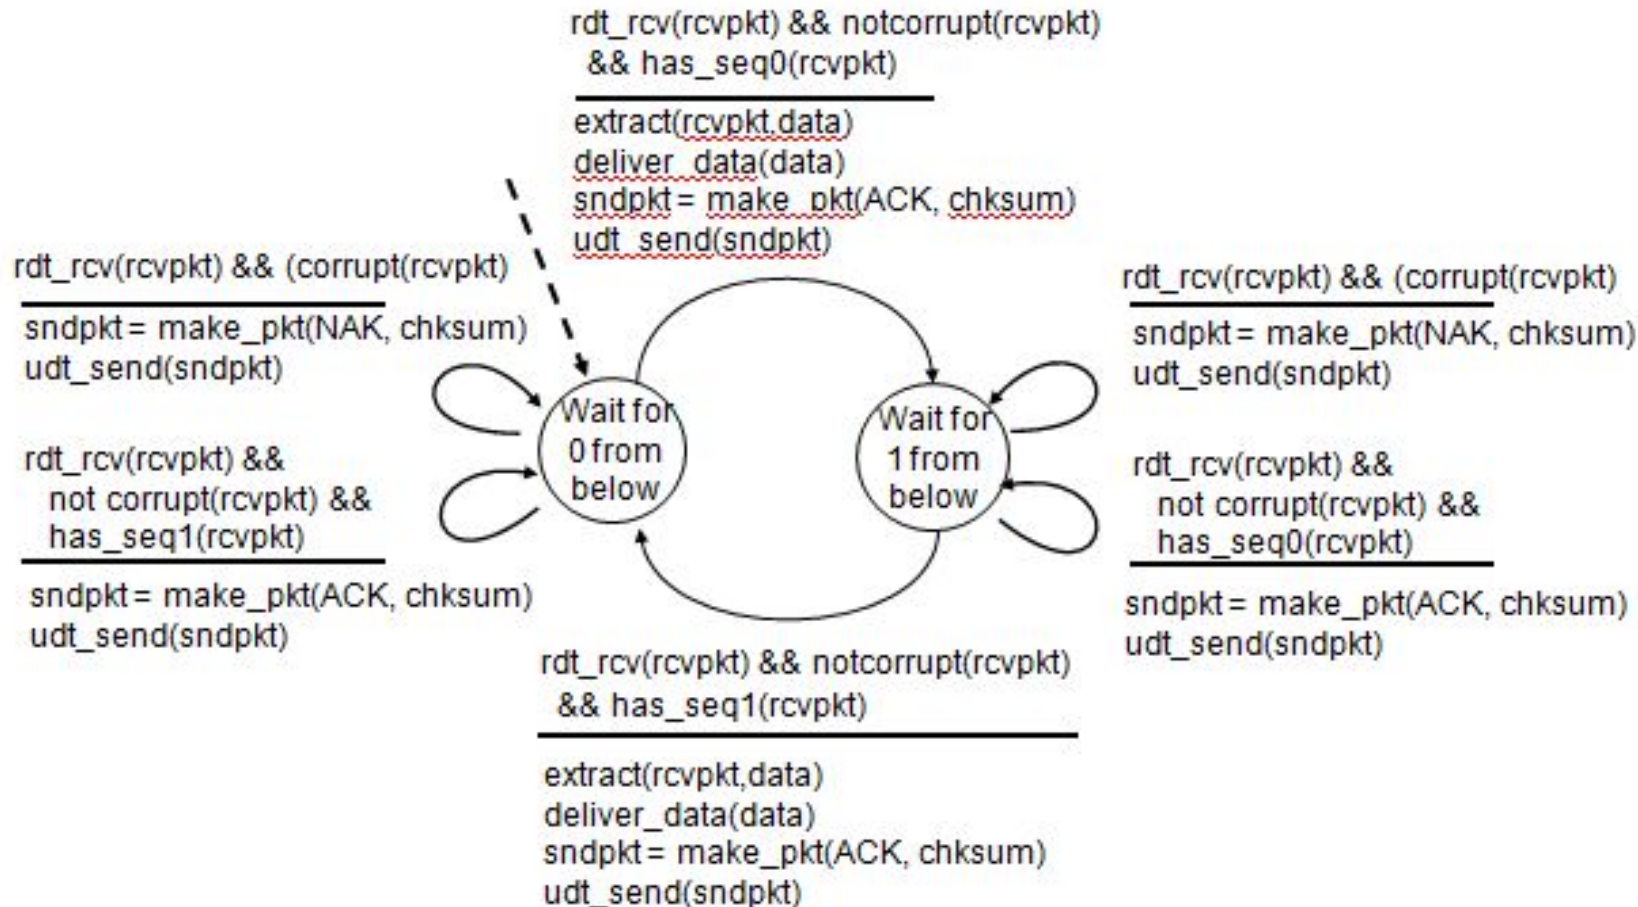 rdt_rcv(rcvpkt) && notcorrupt(rcvpkt)
&& has_seq0(rcvpkt)
extract(rcvpkt,data)
deliver_data(data)
sndpkt = make_pkt(ACK, chksum)
udt_send(sndpkt)
rdt_rcv(rcvpkt) && (corrupt(rcvpkt)
sndpkt = make_pkt(NAK, chksum)
udt_send(sndpkt)
rdt_rcv(rcvpkt) &&
not corrupt(rcvpkt) &&
has_seq1(rcvpkt)
sndpkt = make_pkt(ACK, chksum)
udt_send(sndpkt)
Wait for
0 from
below
Wait for
1 from
below
rdt_rcv(rcvpkt) && (corrupt(rcvpkt)
sndpkt = make_pkt(NAK, chksum)
udt_send(sndpkt)
rdt_rcv(rcvpkt) &&
not corrupt(rcvpkt) &&
has_seq0(rcvpkt)
sndpkt = make_pkt(ACK, chksum)
udt_send(sndpkt)
rdt_rcv(rcvpkt) && notcorrupt(rcvpkt)
&& has_seq1(rcvpkt)
extract(rcvpkt,data)
deliver_data(data)
sndpkt = make_pkt(ACK, chksum)
udt_send(sndpkt)